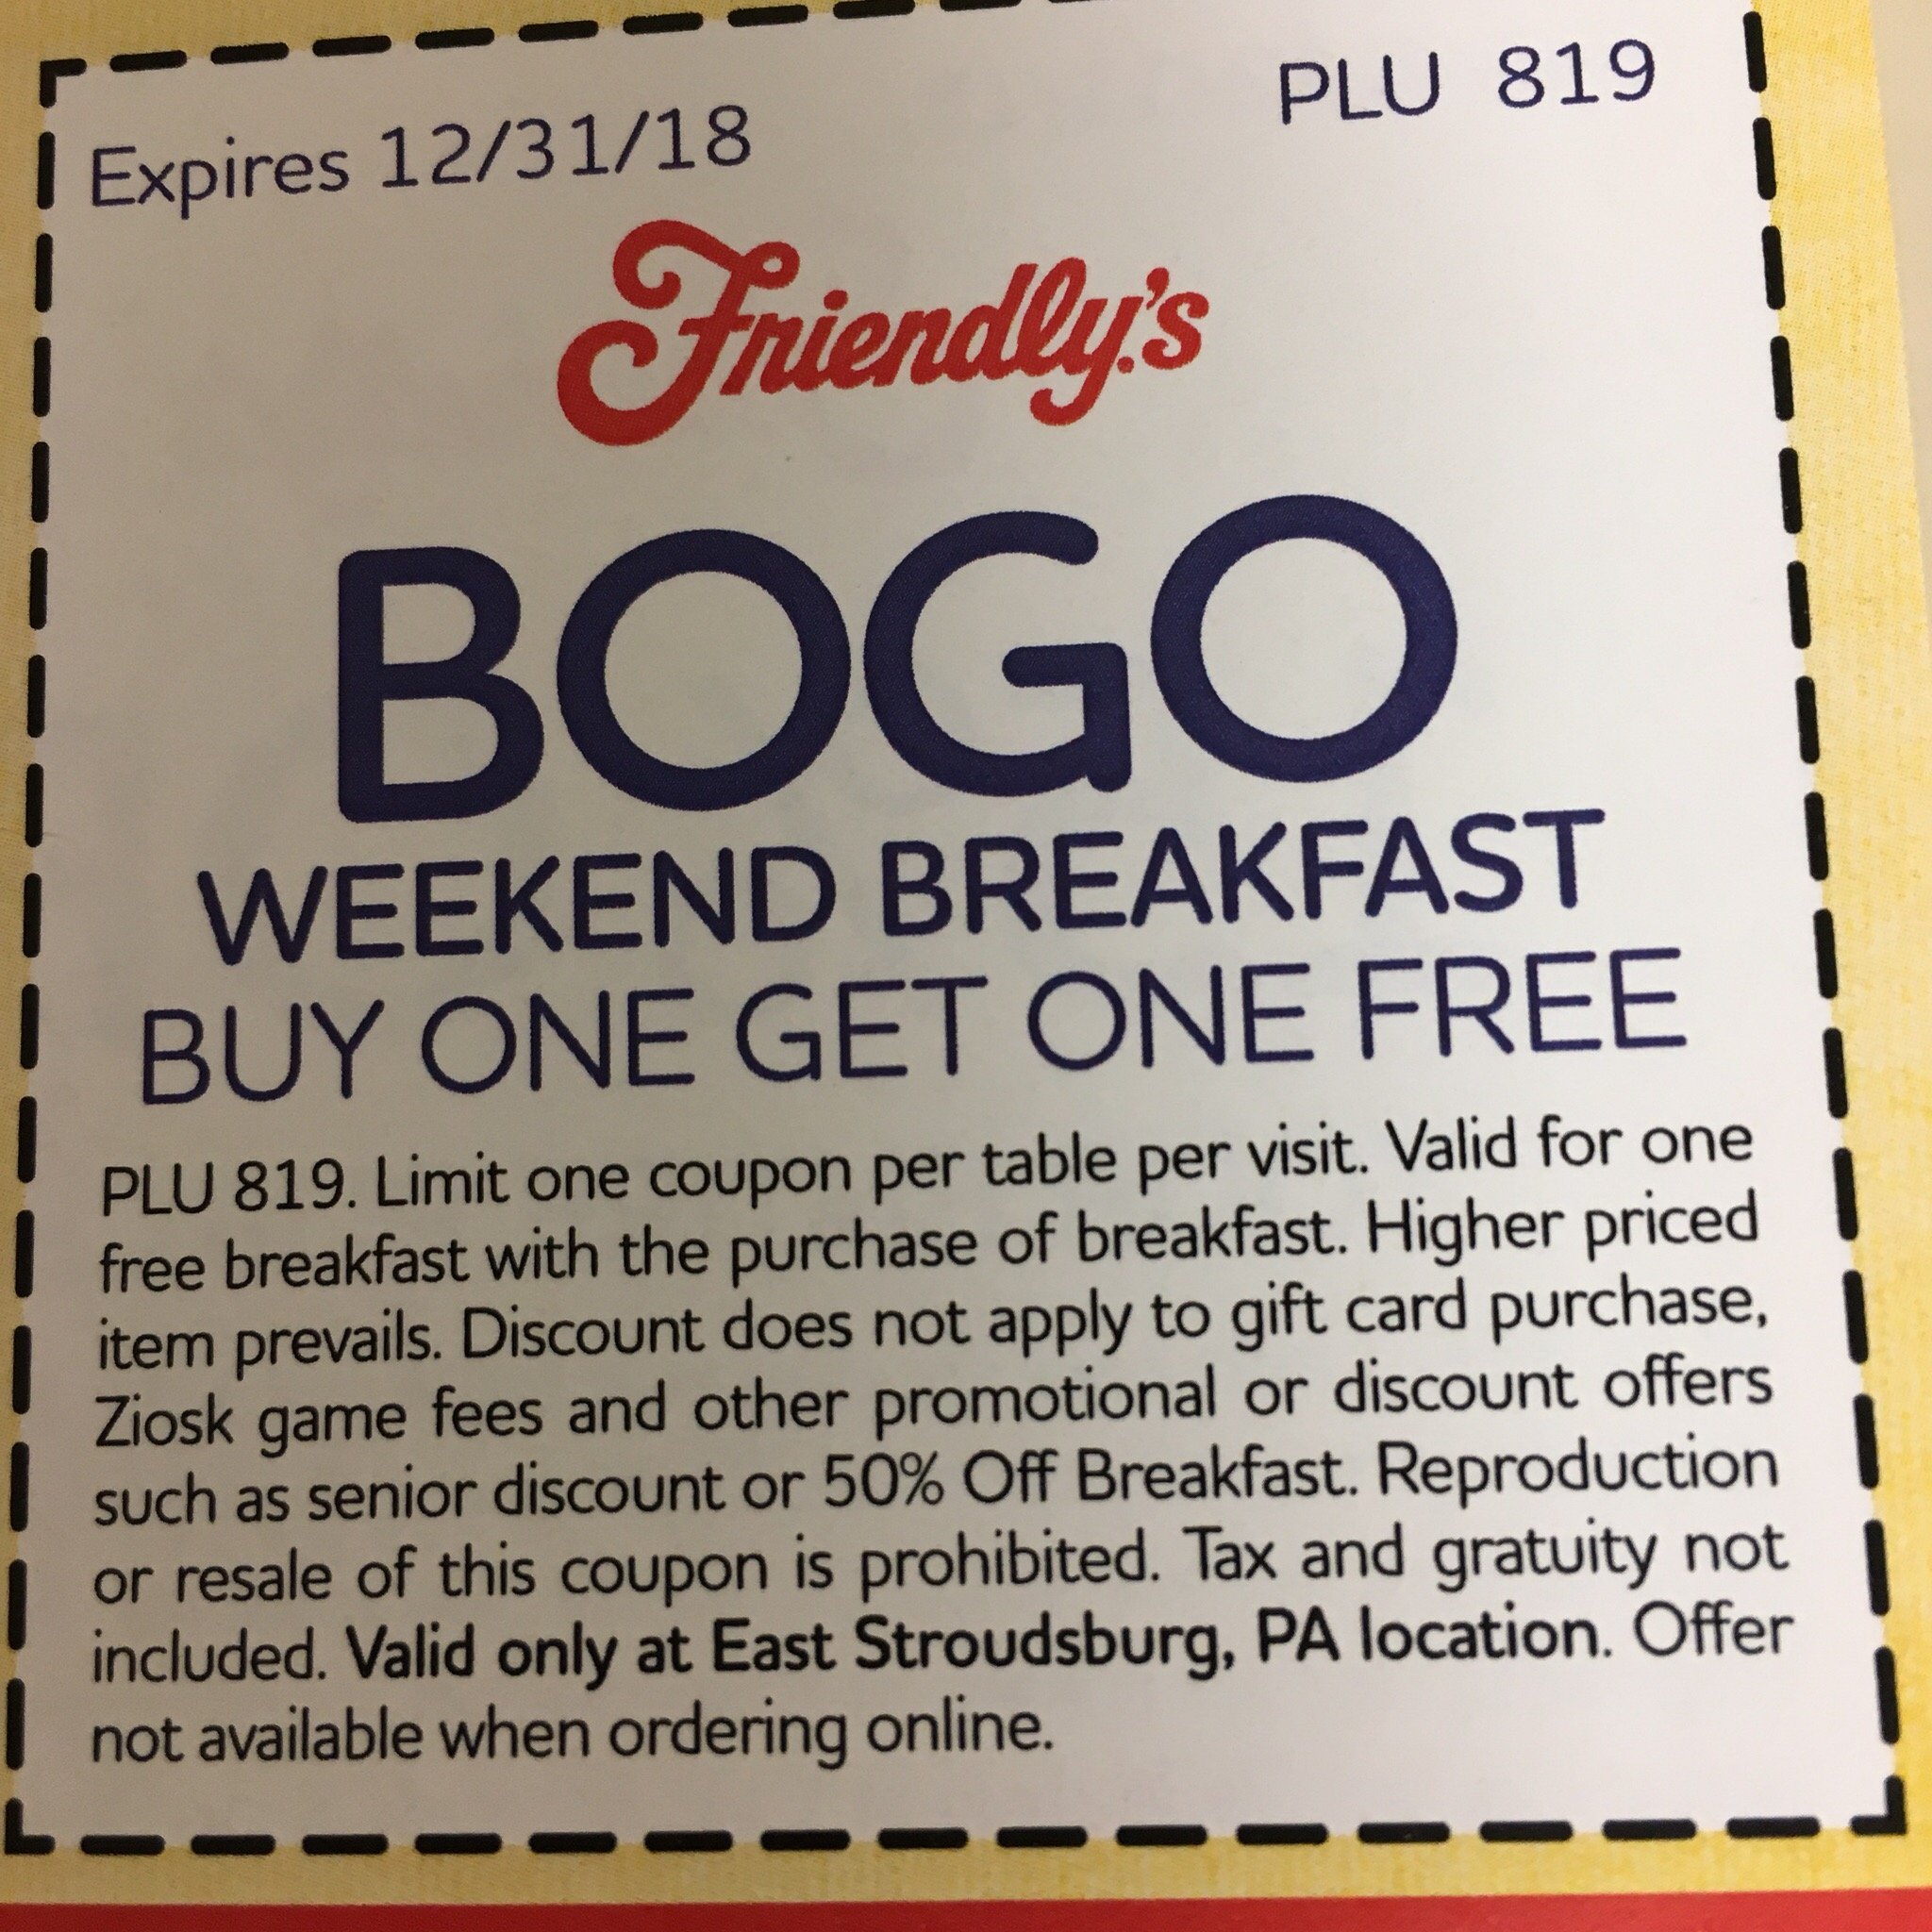 Expires 12/31/18
PLU 819
Friendly's
BOGO
WEEKEND BREAKFAST
BUY ONE GET ONE FREE
PLU 819. Limit one coupon per table per visit. Valid for one
free breakfast with the purchase of breakfast. Higher priced
item prevails. Discount does not apply to gift card purchase,
Ziosk game fees and other promotional or discount offers
such as senior discount or 50% Off Breakfast. Reproduction
or resale of this coupon is prohibited. Tax and gratuity not
included. Valid only at East Stroudsburg, PA location. Offer
not available when ordering online.